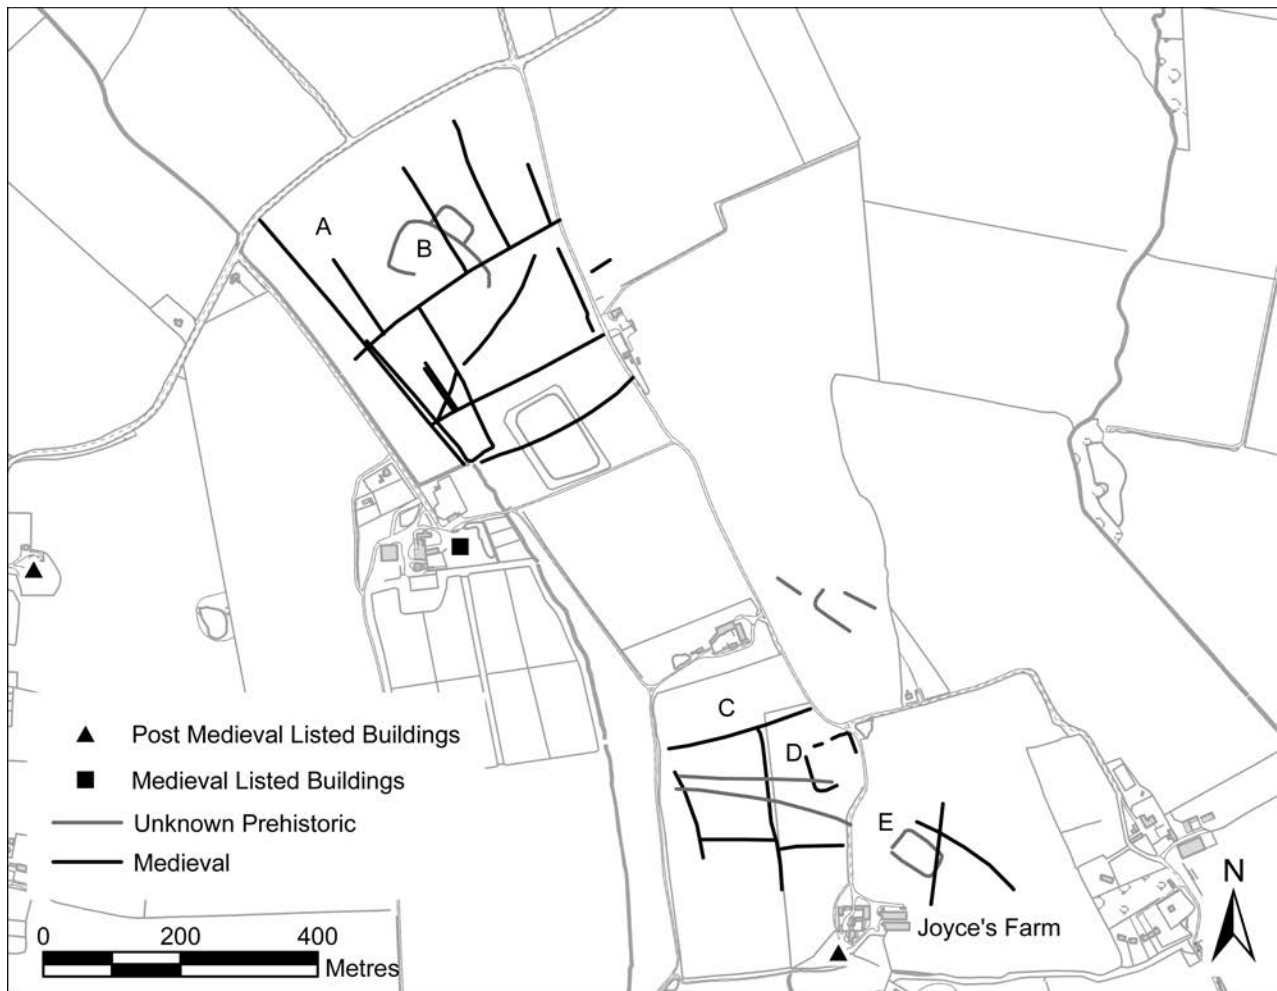 A
B
C
D
E
Joyce's Farm
Post Medieval Listed Buildings
Medieval Listed Buildings
Unknown Prehistoric
Medieval
0 200 400
Metres
N